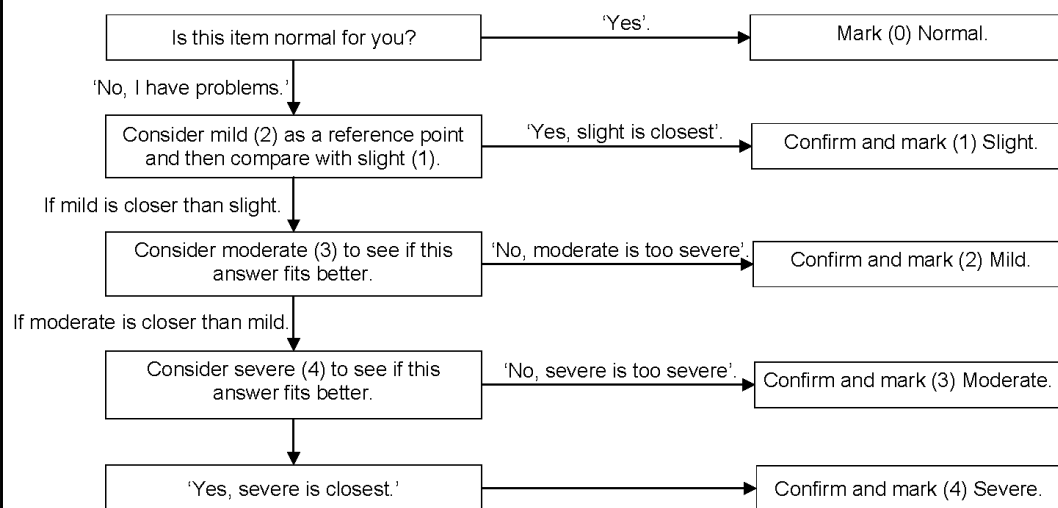 Is this item normal for you?
‘Yes’.
Mark (0) Normal.
‘No, I have problems.’
Consider mild (2) as a reference point
and then compare with slight (1).
‘Yes, slight is closest’.
Confirm and mark (1) Slight.
If mild is closer than slight.
Consider moderate (3) to see if this
answer fits better.
‘No, moderate is too severe’.
Confirm and mark (2) Mild.
If moderate is closer than mild.
Consider severe (4) to see if this
answer fits better.
‘No, severe is too severe’.
Confirm and mark (3) Moderate.
‘Yes, severe is closest.’
Confirm and mark (4) Severe.